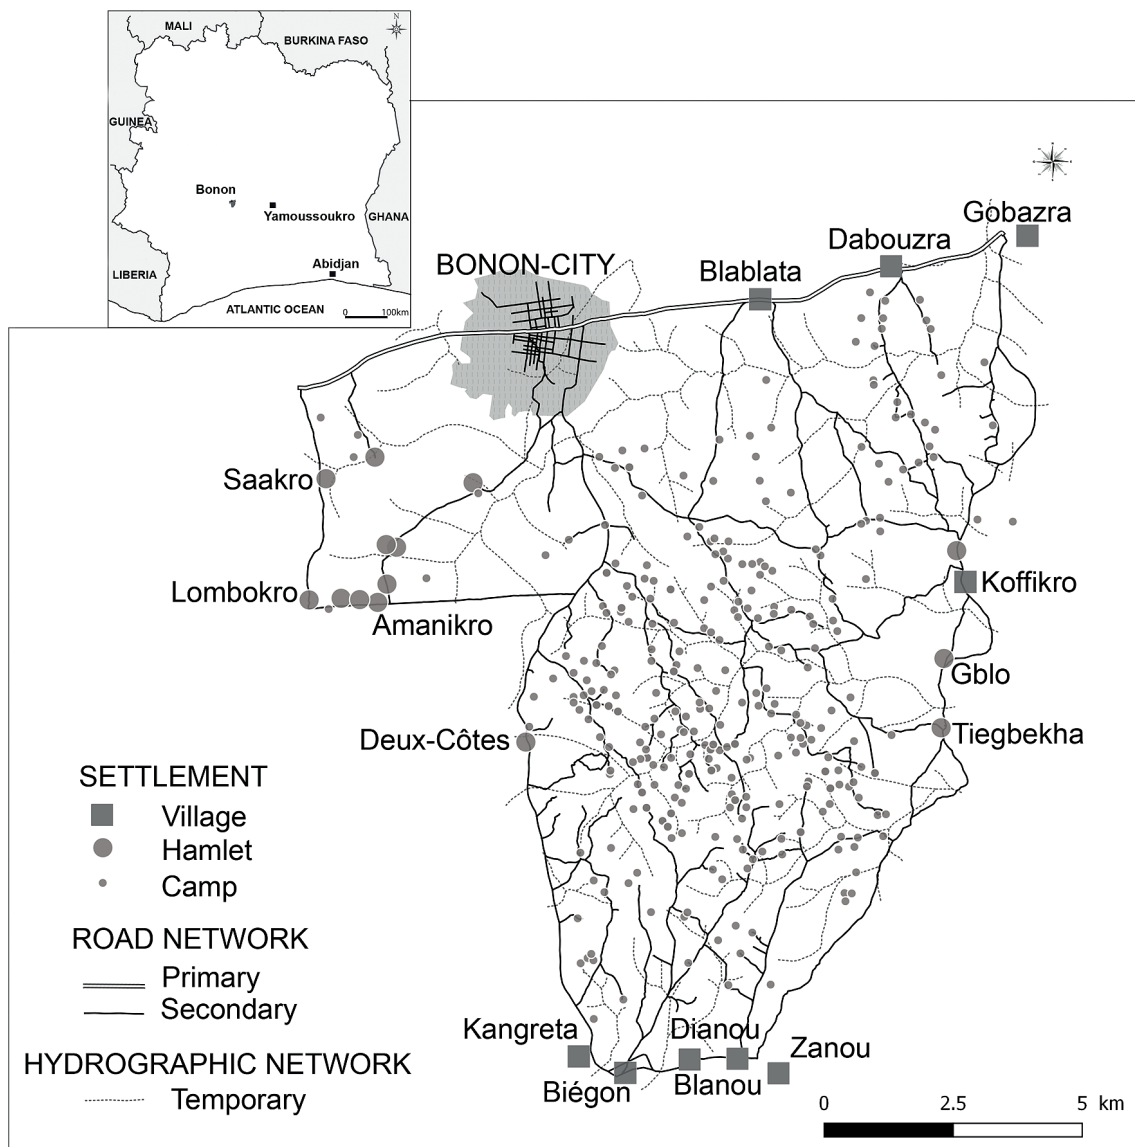 N
MALI
BURKINA FASO
GUINEA
Bonon
Yamoussoukro
GHANA
Abidjan
LIBERIA
ATLANTIC OCEAN
0 100km
Gobazra
Dabouzra
BONON-CITY
Blablata
Saakro
Koffikro
Lombokro
Amanikro
Gblo
Deux-Côtes
Tiegbekha
SETTLEMENT
Village
Hamlet
Camp
ROAD NETWORK
Primary
Secondary
HYDROGRAPHIC NETWORK
Temporary
Kangreta
Dianou
Zanou
Biégon
Blanou
0 2.5 5 km